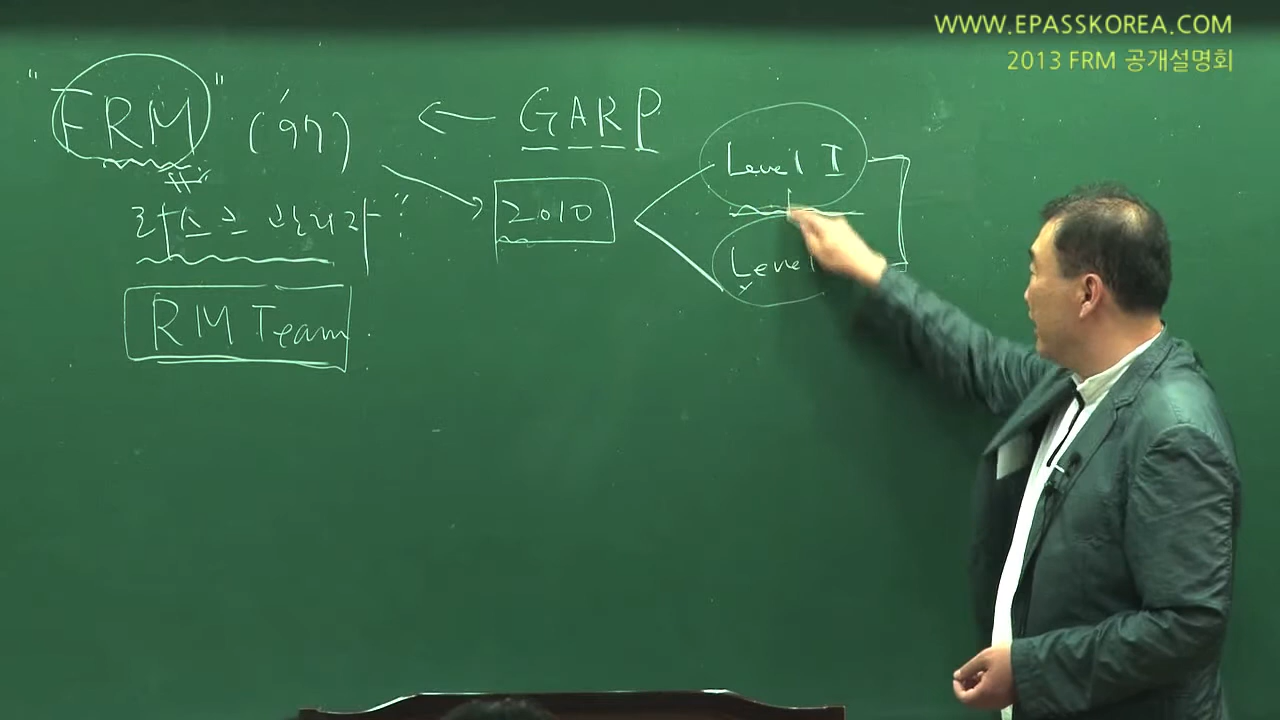 WWW.EPASSKOREA.COM
2013 FRM 공개설명회
" FRM " ('97) ← GARP
2010
Level I
Level
리스크 관리사 ?
RM Team